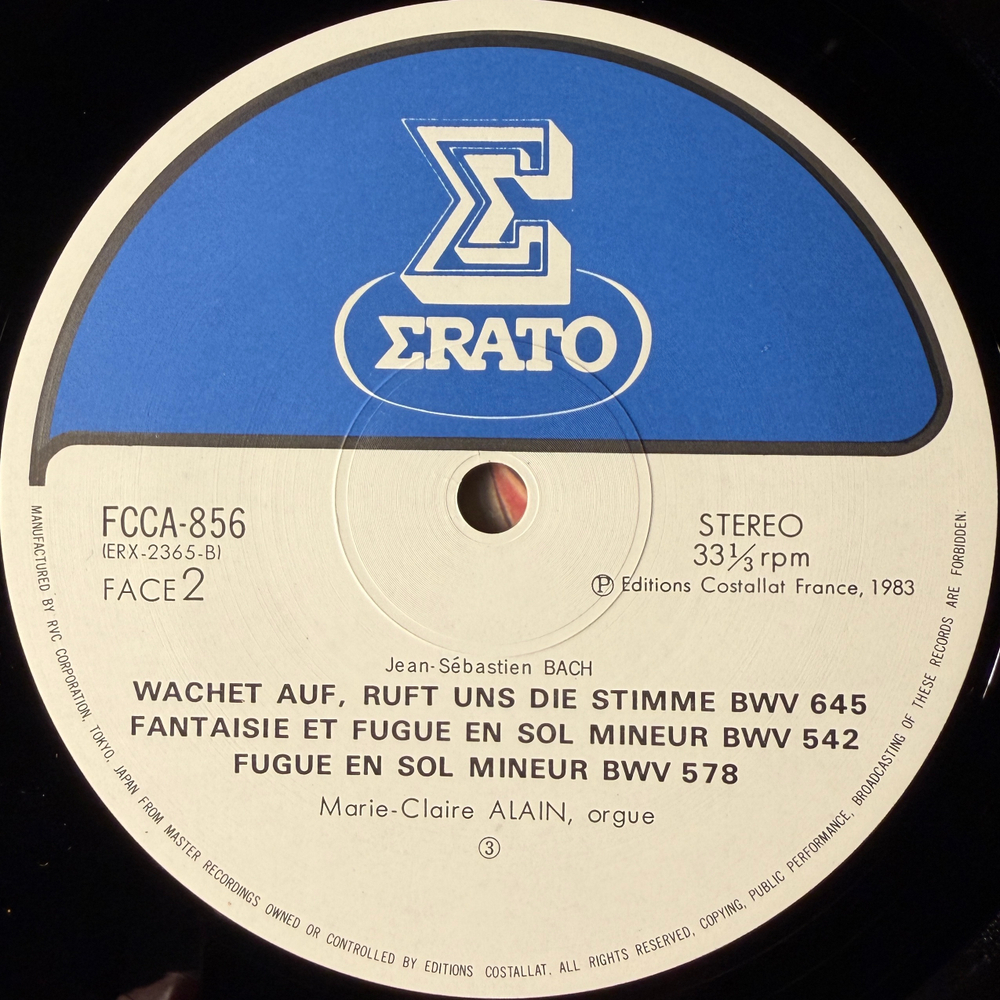 Σ
ΣRATO
FCCA-856
(ERX-2365-B)
FACE 2
STEREO
33⅓ rpm
Ⓟ Editions Costallat France, 1983
Jean-Sébastien BACH
WACHET AUF, RUFT UNS DIE STIMME BWV 645
FANTAISIE ET FUGUE EN SOL MINEUR BWV 542
FUGUE EN SOL MINEUR BWV 578
Marie-Claire ALAIN, orgue
③
MANUFACTURED BY RVC CORPORATION, TOKYO, JAPAN FROM MASTER RECORDINGS OWNED OR CONTROLLED BY EDITIONS COSTALLAT. ALL RIGHTS RESERVED, COPYING, PUBLIC PERFORMANCE, BROADCASTING OF THESE RECORDS ARE FORBIDDEN.